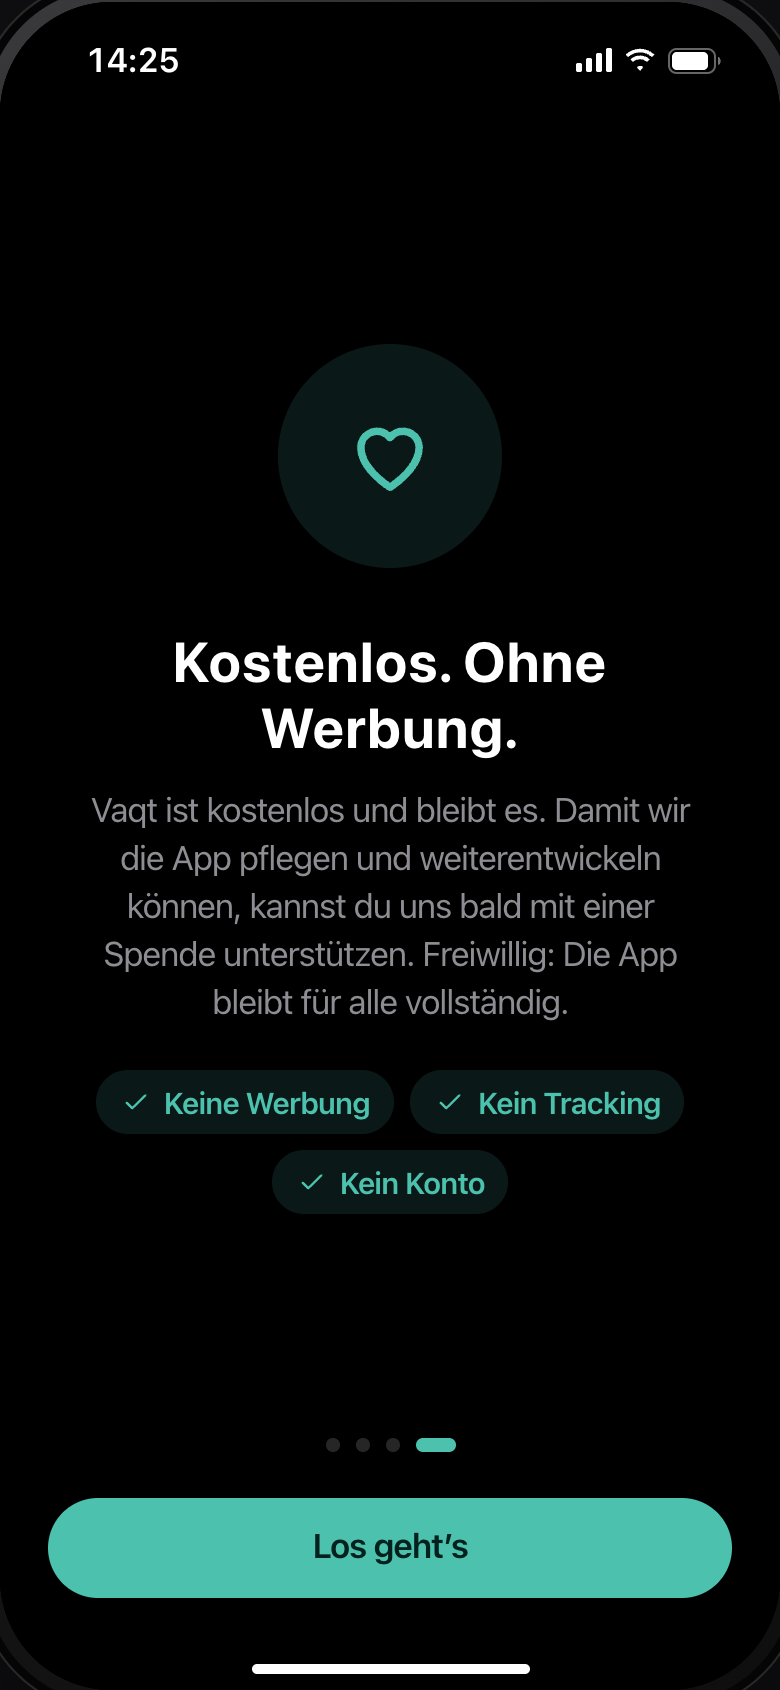 14:25
Kostenlos. Ohne
Werbung.
Vaqt ist kostenlos und bleibt es. Damit wir
die App pflegen und weiterentwickeln
können, kannst du uns bald mit einer
Spende unterstützen. Freiwillig: Die App
bleibt für alle vollständig.
Keine Werbung
Kein Tracking
Kein Konto
Los geht’s